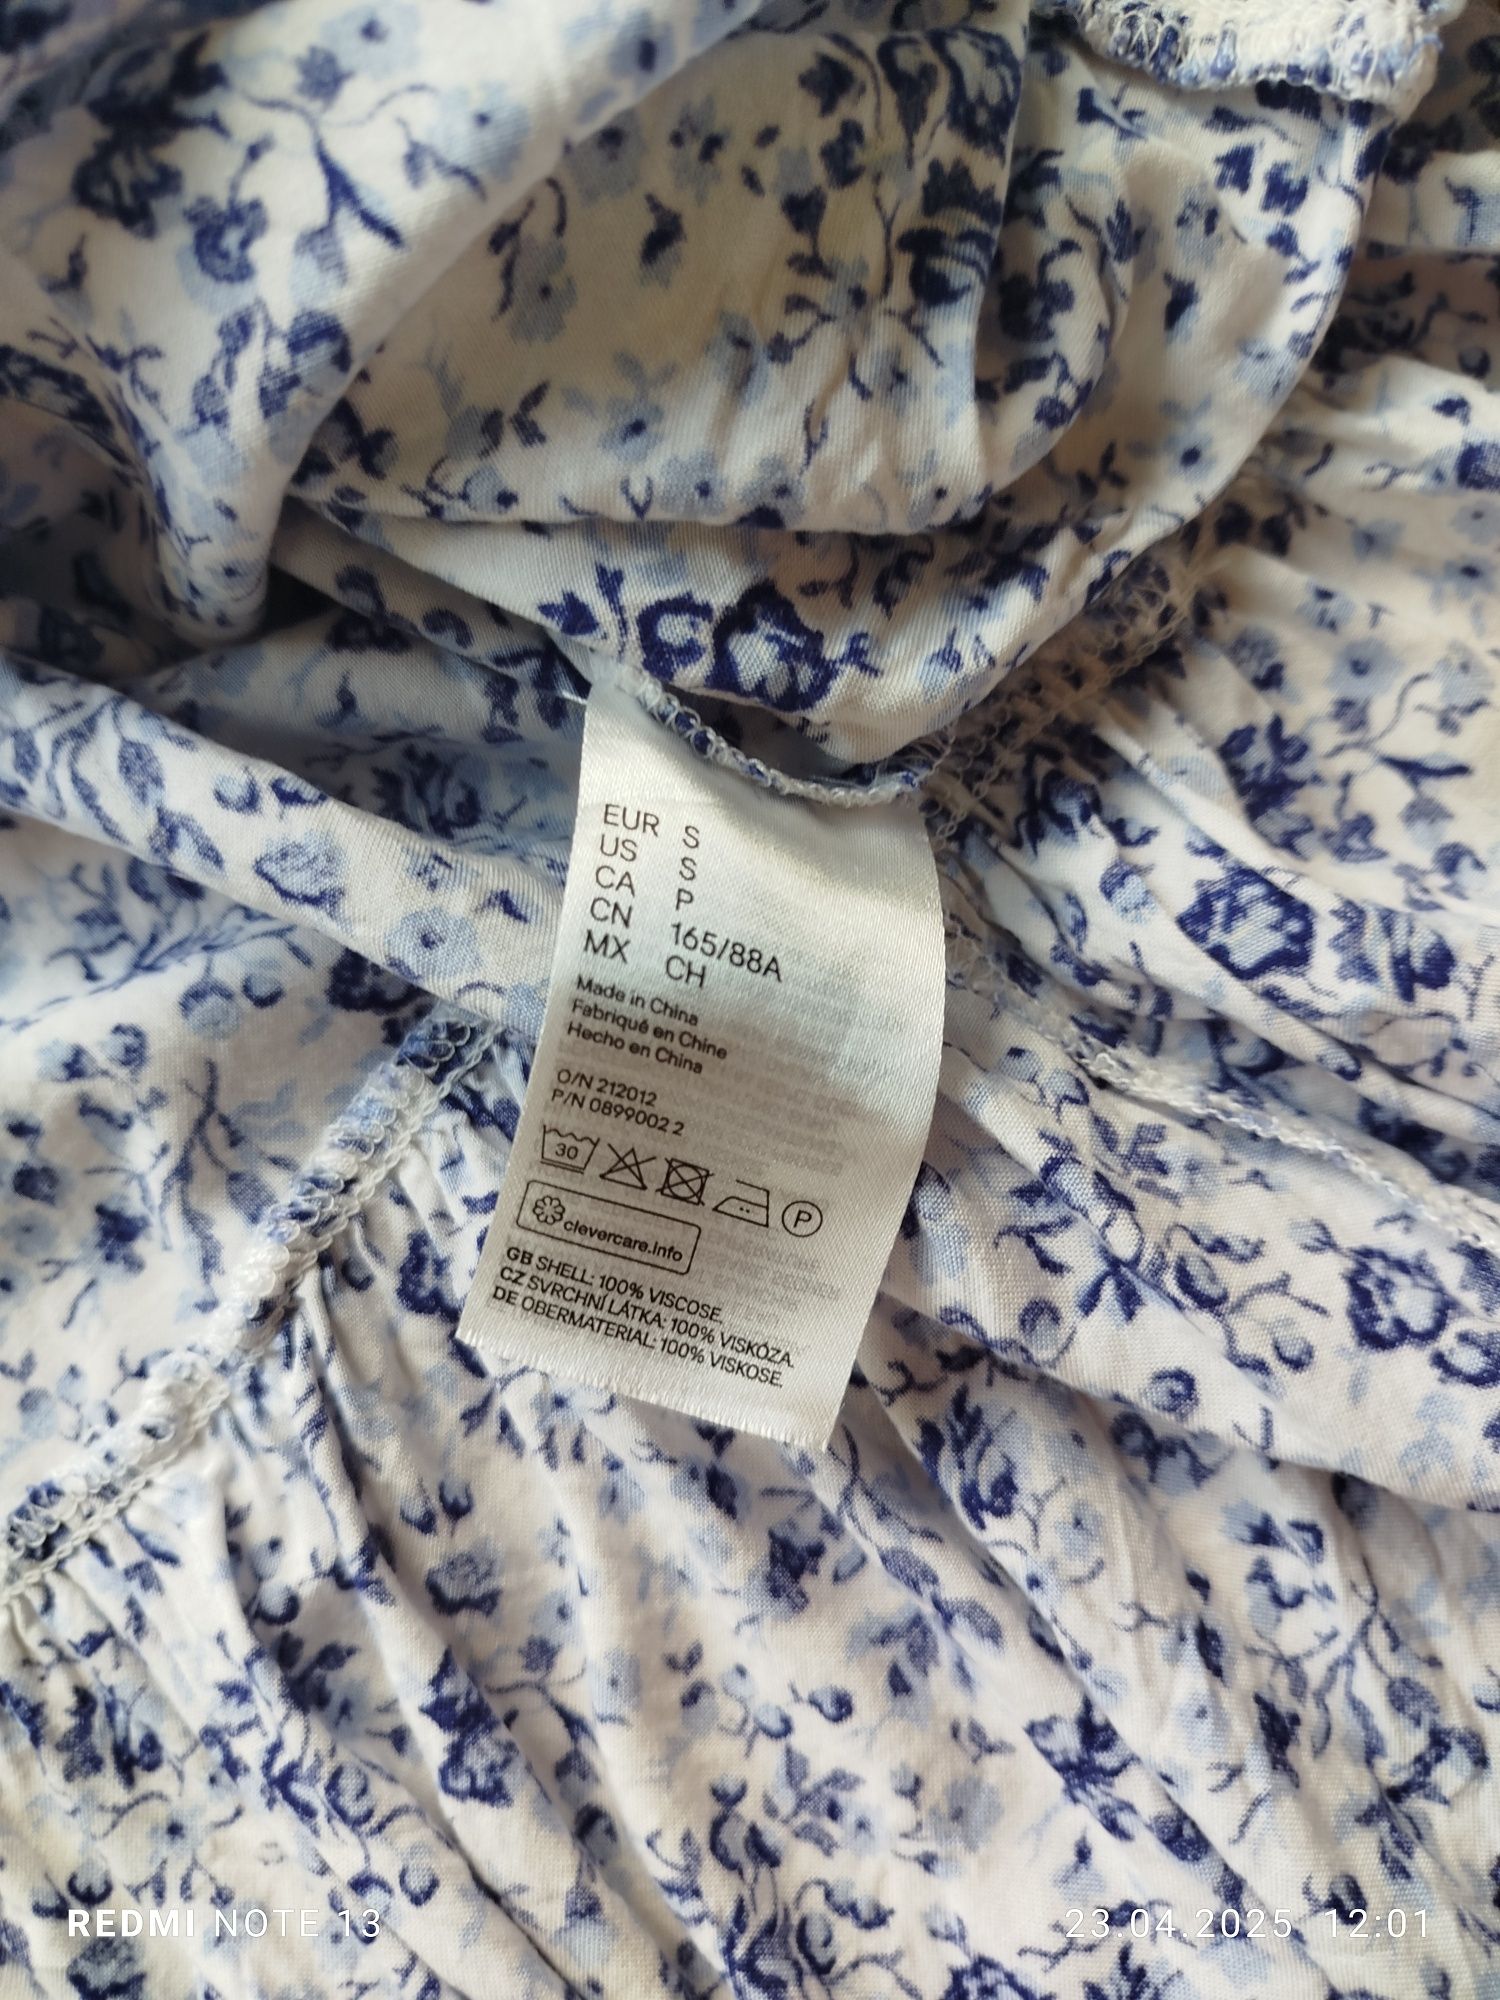 EUR S
US S
CA P
CN 165/88A
MX CH
Made in China
Fabriqué en Chine
Hecho en China
O/N 212012
P/N 0899002 2
30
P
clevercare.info
GB SHELL: 100% VISCOSE.
CZ SVRCHNÍ LÁTKA: 100% VISKÓZA.
DE OBERMATERIAL: 100% VISKOSE.
REDMI NOTE 13
23.04.2025 12:01